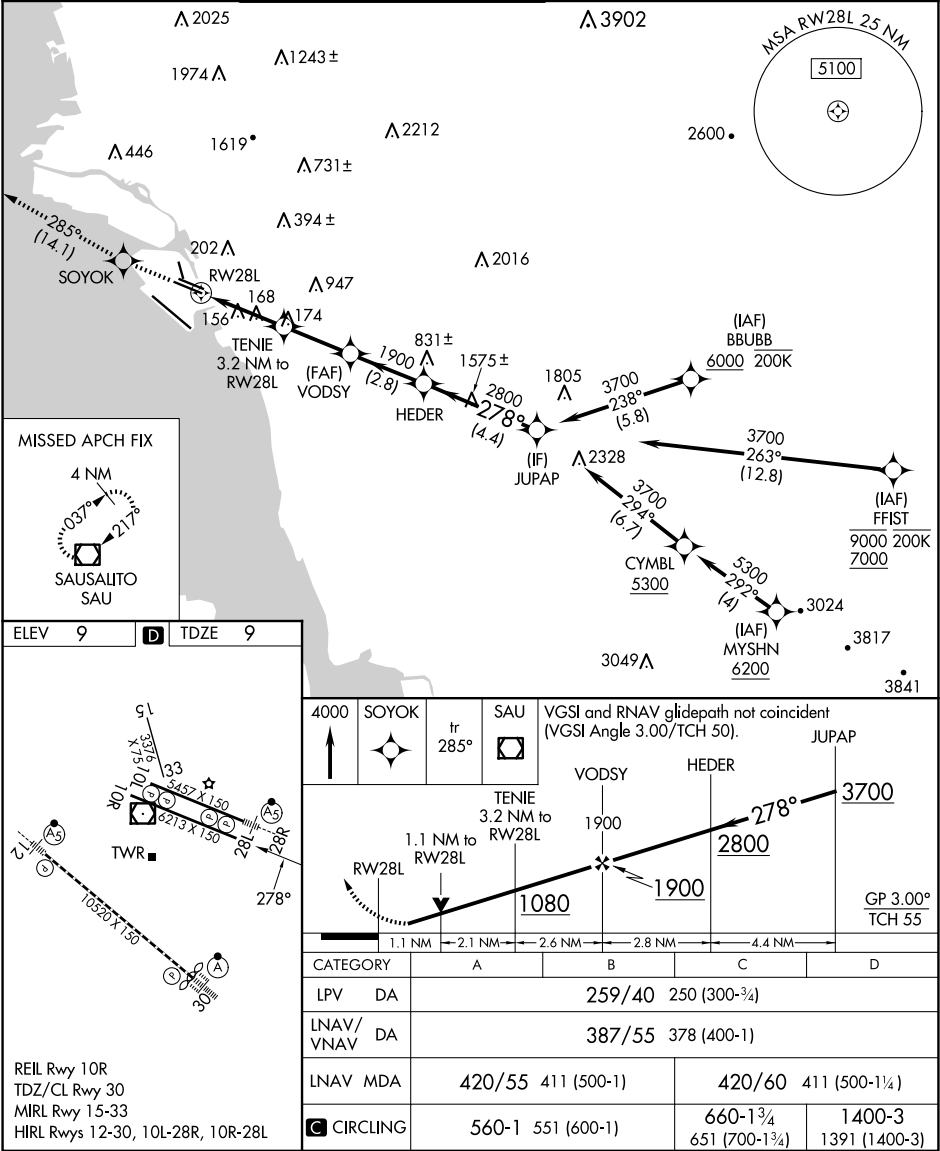 2025
3902
1243 ±
1974
MSA RW28L 25 NM
5100
1619
2212
2600
446
731±
394 ±
285°
(14.1)
202
2016
SOYOK
RW28L
947
156
168
174
TENIE
3.2 NM to
RW28L
(FAF)
VODSY
1900
(2.8)
831±
HEDER
1575±
2800
278°
(4.4)
1805
(IF)
JUPAP
(IAF)
BBUBB
6000 200K
3700
238°
(5.8)
3700
263°
(12.8)
2328
(IAF)
FFIST
9000 200K
7000
3700
294°
(6.7)
CYMBL
5300
5300
292°
(4)
3024
(IAF)
MYSHN
6200
3817
3049
3841
MISSED APCH FIX
4 NM
037°
217°
SAUSALITO
SAU
ELEV 9 D TDZE 9
15
3376
X 75
33
10L
10R
5457 X 150
6213 X 150
P
P
P
P
A5
28L
28R
278°
TWR
A5
12
P
10520 X 150
P
A
30
REIL Rwy 10R
TDZ/CL Rwy 30
MIRL Rwy 15-33
HIRL Rwys 12-30, 10L-28R, 10R-28L
4000 SOYOK tr 285° SAU
VGSI and RNAV glidepath not coincident
(VGSI Angle 3.00/TCH 50).
JUPAP
HEDER
VODSY
TENIE
3.2 NM to
RW28L
1.1 NM to
RW28L
RW28L
1900
278°
3700
2800
1900
1080
GP 3.00°
TCH 55
1.1 NM 2.1 NM 2.6 NM 2.8 NM 4.4 NM
CATEGORY A B C D
LPV DA 259/40 250 (300-¾)
LNAV/VNAV DA 387/55 378 (400-1)
LNAV MDA 420/55 411 (500-1) 420/60 411 (500-1¼)
C CIRCLING 560-1 551 (600-1) 660-1¾ 651 (700-1¾) 1400-3 1391 (1400-3)